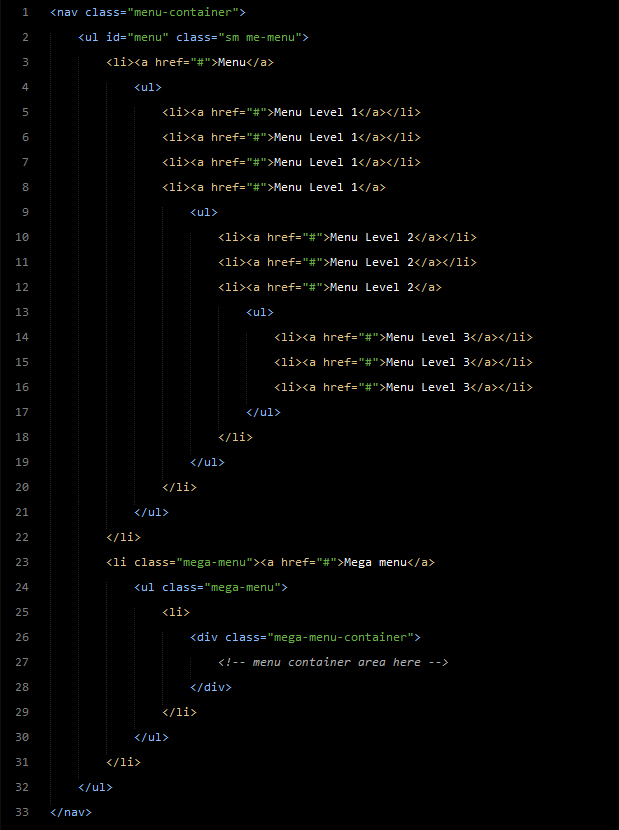 1 <nav class="menu-container">
2     <ul id="menu" class="sm me-menu">
3         <li><a href="#">Menu</a>
4             <ul>
5                 <li><a href="#">Menu Level 1</a></li>
6                 <li><a href="#">Menu Level 1</a></li>
7                 <li><a href="#">Menu Level 1</a></li>
8                 <li><a href="#">Menu Level 1</a>
9                     <ul>
10                         <li><a href="#">Menu Level 2</a></li>
11                         <li><a href="#">Menu Level 2</a></li>
12                         <li><a href="#">Menu Level 2</a>
13                             <ul>
14                                 <li><a href="#">Menu Level 3</a></li>
15                                 <li><a href="#">Menu Level 3</a></li>
16                                 <li><a href="#">Menu Level 3</a></li>
17                             </ul>
18                         </li>
19                     </ul>
20                 </li>
21             </ul>
22         </li>
23         <li class="mega-menu"><a href="#">Mega menu</a>
24             <ul class="mega-menu">
25                 <li>
26                     <div class="mega-menu-container">
27                         <!-- menu container area here -->
28                     </div>
29                 </li>
30             </ul>
31         </li>
32     </ul>
33 </nav>